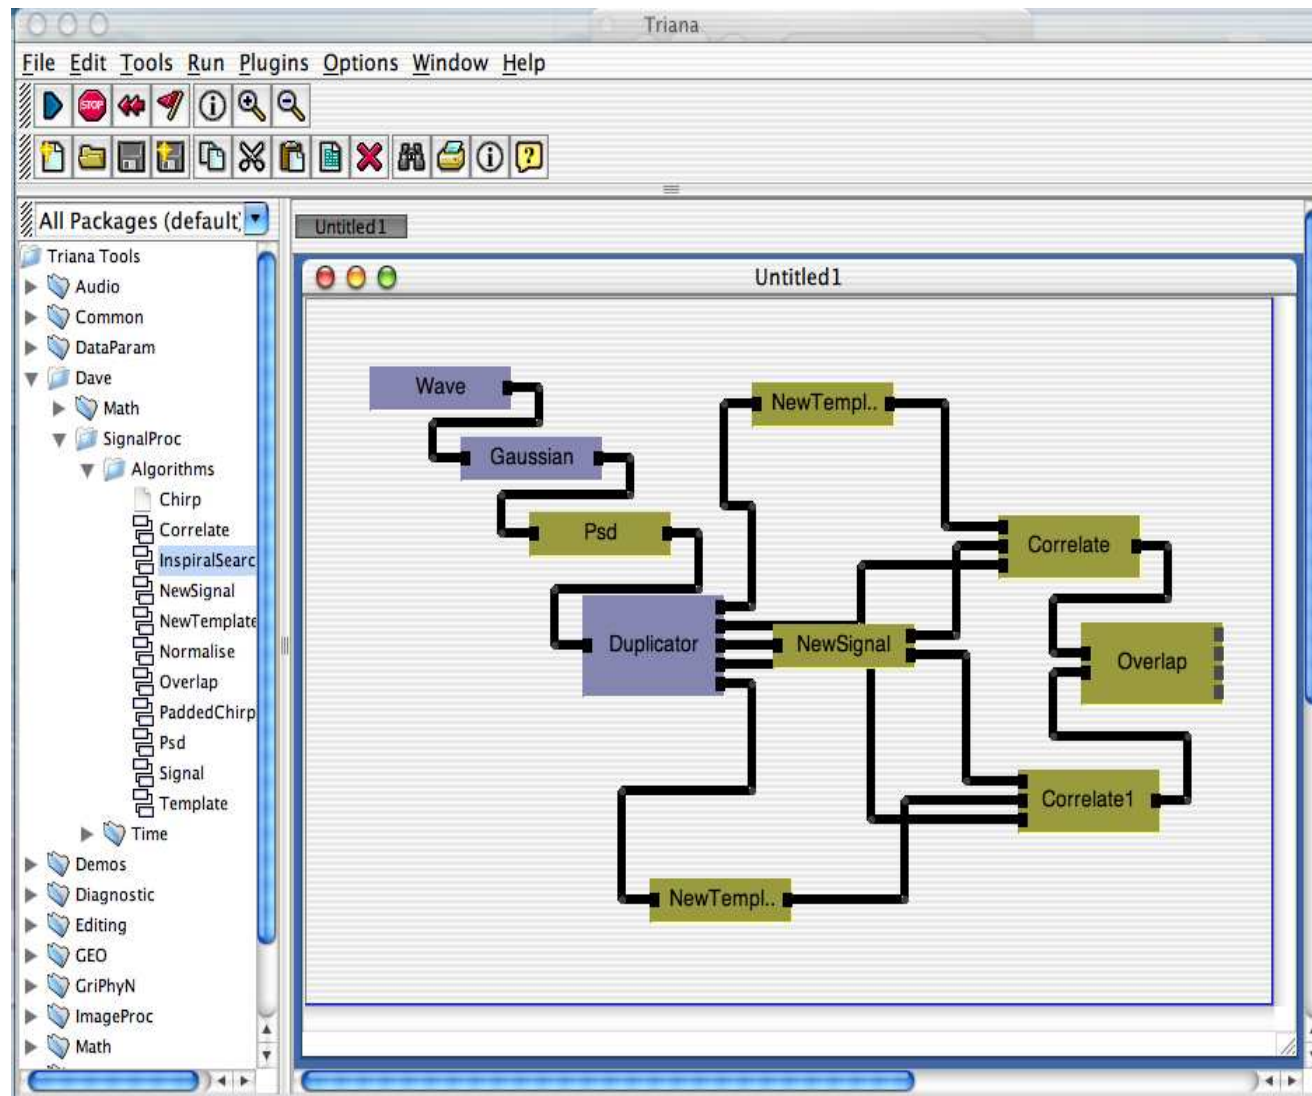 Triana
File Edit Tools Run Plugins Options Window Help
STOP
All Packages (default)
Untitled1
Triana Tools
Audio
Common
DataParam
Dave
Math
SignalProc
Algorithms
Chirp
Correlate
InspiralSearc
NewSignal
NewTemplate
Normalise
Overlap
PaddedChirp
Psd
Signal
Template
Time
Demos
Diagnostic
Editing
GEO
GriPhyN
ImageProc
Math
Untitled1
Wave
NewTempl..
Gaussian
Psd
Correlate
Duplicator
NewSignal
Overlap
Correlate1
NewTempl..